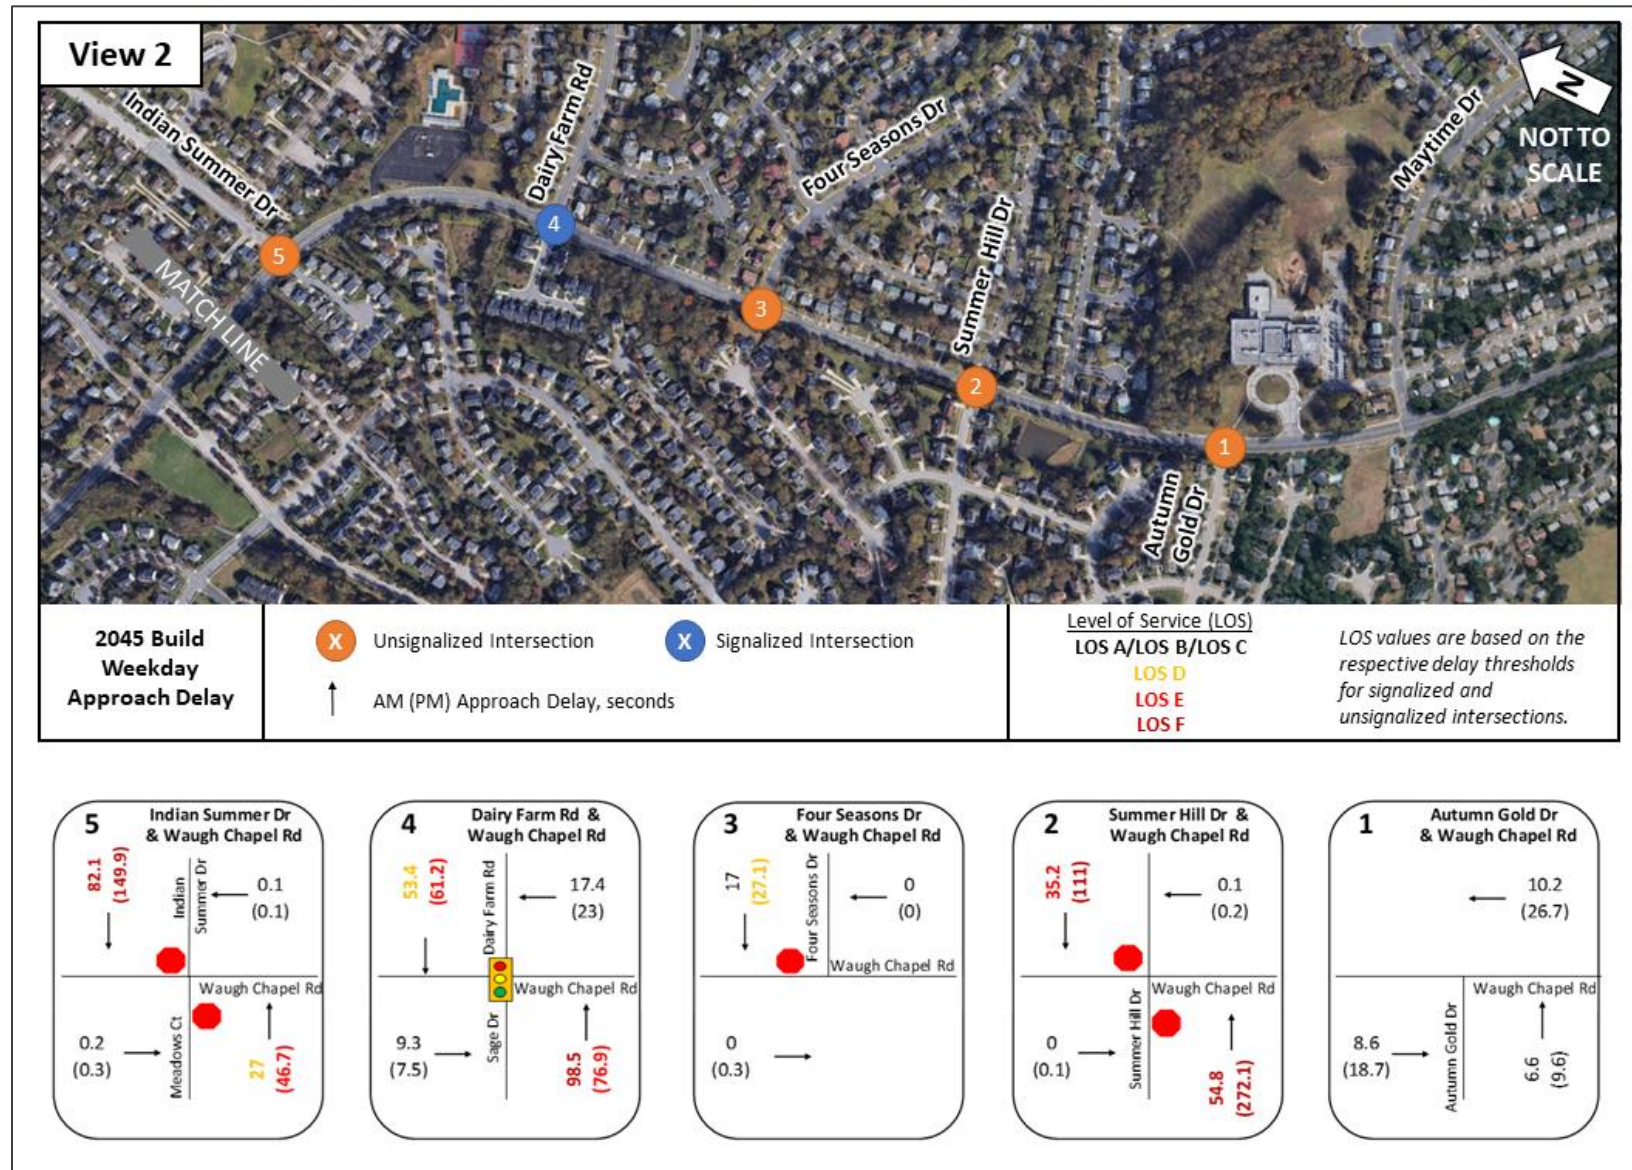 View 2
Indian Summer Dr
Dairy Farm Rd
Four Seasons Dr
Summer Hill Dr
Maytime Dr
N
NOT TO
SCALE
MATCH LINE
Autumn
Gold Dr
5
4
3
2
1
2045 Build
Weekday
Approach Delay
X Unsignalized Intersection
X Signalized Intersection
AM (PM) Approach Delay, seconds
Level of Service (LOS)
LOS A/LOS B/LOS C
LOS D
LOS E
LOS F
LOS values are based on the
respective delay thresholds
for signalized and
unsignalized intersections.
5
Indian Summer Dr
& Waugh Chapel Rd
82.1
(149.9)
Indian
Summer Dr
0.1
(0.1)
Waugh Chapel Rd
0.2
(0.3)
Meadows Ct
27
(46.7)
4
Dairy Farm Rd &
Waugh Chapel Rd
53.4
(61.2)
Dairy Farm Rd
17.4
(23)
Waugh Chapel Rd
9.3
(7.5)
Sage Dr
98.5
(76.9)
3
Four Seasons Dr
& Waugh Chapel Rd
17
(27.1)
Four Seasons Dr
0
(0)
Waugh Chapel Rd
0
(0.3)
2
Summer Hill Dr &
Waugh Chapel Rd
35.2
(111)
0.1
(0.2)
Waugh Chapel Rd
0
(0.1)
Summer Hill Dr
54.8
(272.1)
1
Autumn Gold Dr
& Waugh Chapel Rd
10.2
(26.7)
Waugh Chapel Rd
8.6
(18.7)
Autumn Gold Dr
6.6
(9.6)